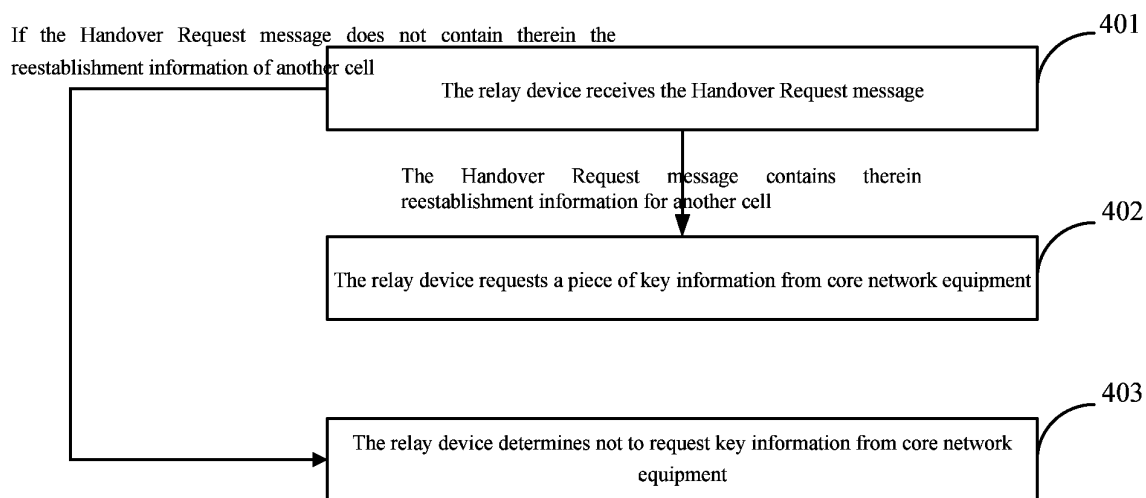 If the Handover Request message does not contain therein the
reestablishment information of another cell
401
The relay device receives the Handover Request message
The Handover Request message contains therein
reestablishment information for another cell
402
The relay device requests a piece of key information from core network equipment
403
The relay device determines not to request key information from core network
equipment